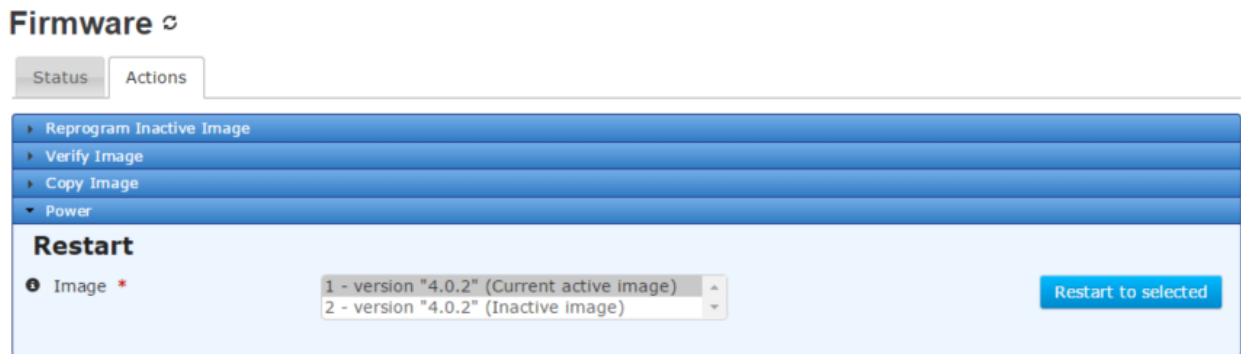 Firmware
Status Actions
Reprogram Inactive Image
Verify Image
Copy Image
Power
Restart
Image * 1 - version "4.0.2" (Current active image) Restart to selected
2 - version "4.0.2" (Inactive image)